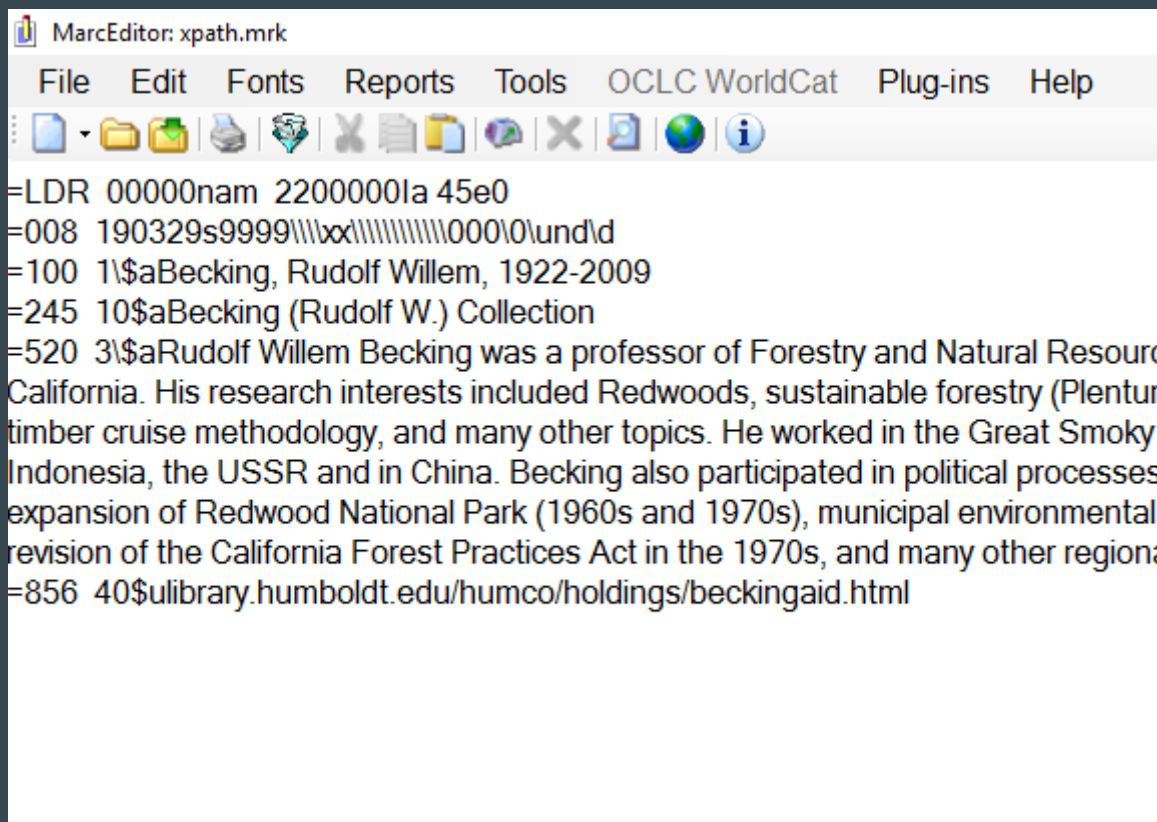 MarcEditor: xpath.mrk
File Edit Fonts Reports Tools OCLC WorldCat Plug-ins Help
=LDR  00000nam  2200000Ia 45e0
=008  190329s9999\\\\xx\\\\\\\\\\\\000\0\und\d
=100  1\$aBecking, Rudolf Willem, 1922-2009
=245  10$aBecking (Rudolf W.) Collection
=520  3\$aRudolf Willem Becking was a professor of Forestry and Natural
California. His research interests included Redwoods, sustainable forestry
timber cruise methodology, and many other topics. He worked in the Great Smoky
Indonesia, the USSR and in China. Becking also participated in political processes
expansion of Redwood National Park (1960s and 1970s), municipal environmental
revision of the California Forest Practices Act in the 1970s, and many other
=856  40$ulibrary.humboldt.edu/humco/holdings/beckingaid.html